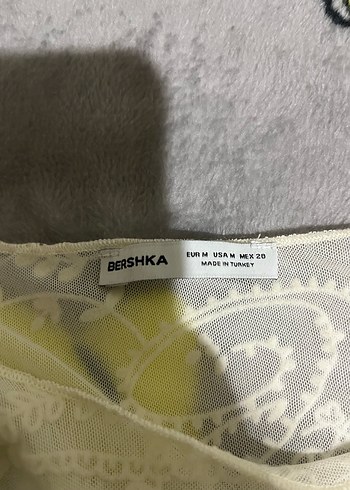 BERSHKA
EUR M USA M MEX 28
MADE IN TURKEY